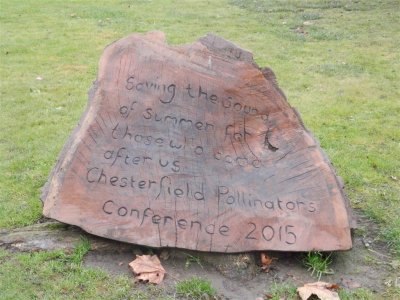 Saving the sound
of summer for
those who come
after us
Chesterfield Pollinators
Conference 2015